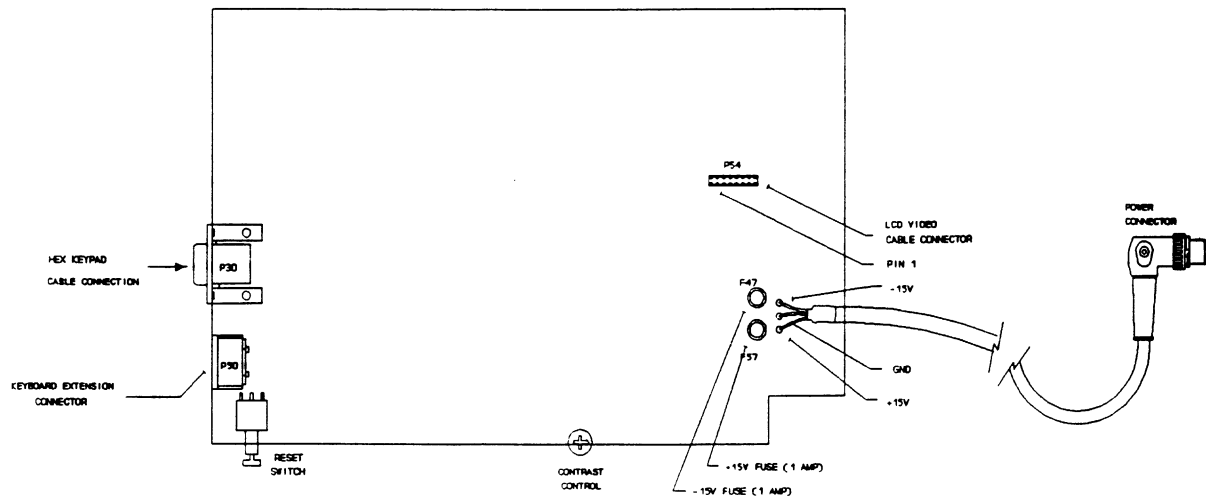 P54
LCD VIDEO
CABLE CONNECTOR
PIN 1
POWER
CONNECTOR
HEX KEYPAD
CABLE CONNECTION
P30
F47
-15V
F57
GND
+15V
P50
KEYBOARD EXTENSION
CONNECTOR
RESET
SWITCH
CONTRAST
CONTROL
+15V FUSE (1 AMP)
-15V FUSE (1 AMP)